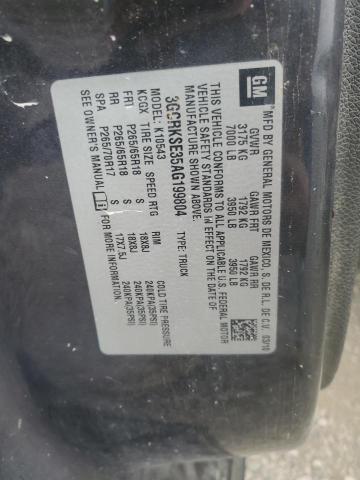 GM
MFD BY GENERAL MOTORS DE MEXICO, S. DE R.L. DE C.V. 03/10
GVWR GAWR FRT GAWR RR
3175 KG 1792 KG 1792 KG
7000 LB 3950 LB 3950 LB
THIS VEHICLE CONFORMS TO ALL APPLICABLE U.S. FEDERAL MOTOR
VEHICLE SAFETY STANDARDS IN EFFECT ON THE DATE OF
MANUFACTURE SHOWN ABOVE.
3GCRKSE35AG199804 TYPE: TRUCK
MODEL: K10543
KCGX TIRE SIZE SPEED RTG RIM COLD TIRE PRESSURE
FRT P265/65R18 S 18X8J 240KPA(35PSI)
RR P265/65R18 S 18X8J 240KPA(35PSI)
SPA P265/70R17 S 17X7.5J 240KPA(35PSI)
SEE OWNER'S MANUAL